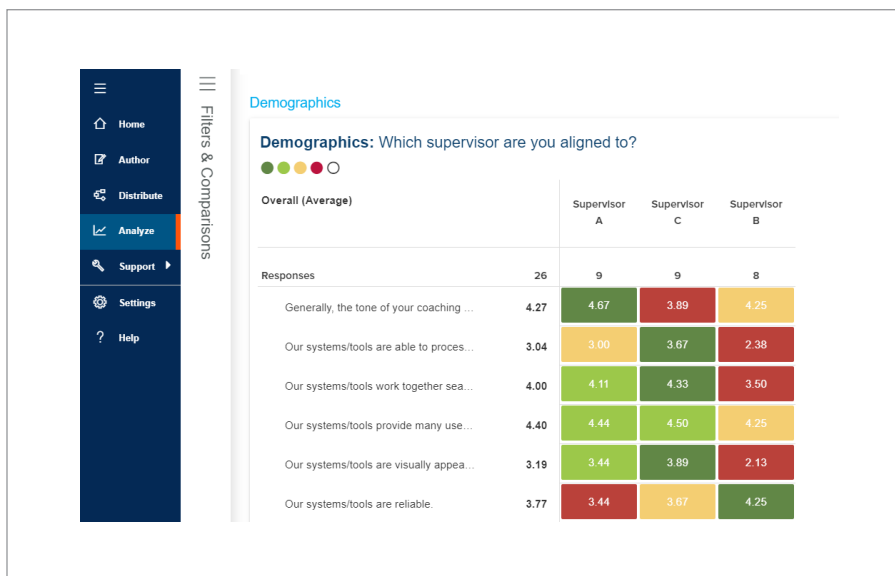 Home
Author
Distribute
Analyze
Support
Settings
Help
Filters & Comparisons
Demographics
Demographics: Which supervisor are you aligned to?
Overall (Average)
Supervisor A
Supervisor C
Supervisor B
Responses 26 9 9 8
Generally, the tone of your coaching ... 4.27 4.67 3.89 4.25
Our systems/tools are able to proces... 3.04 3.00 3.67 2.38
Our systems/tools work together sea... 4.00 4.11 4.33 3.50
Our systems/tools provide many use... 4.40 4.44 4.50 4.25
Our systems/tools are visually appea... 3.19 3.44 3.89 2.13
Our systems/tools are reliable. 3.77 3.44 3.67 4.25